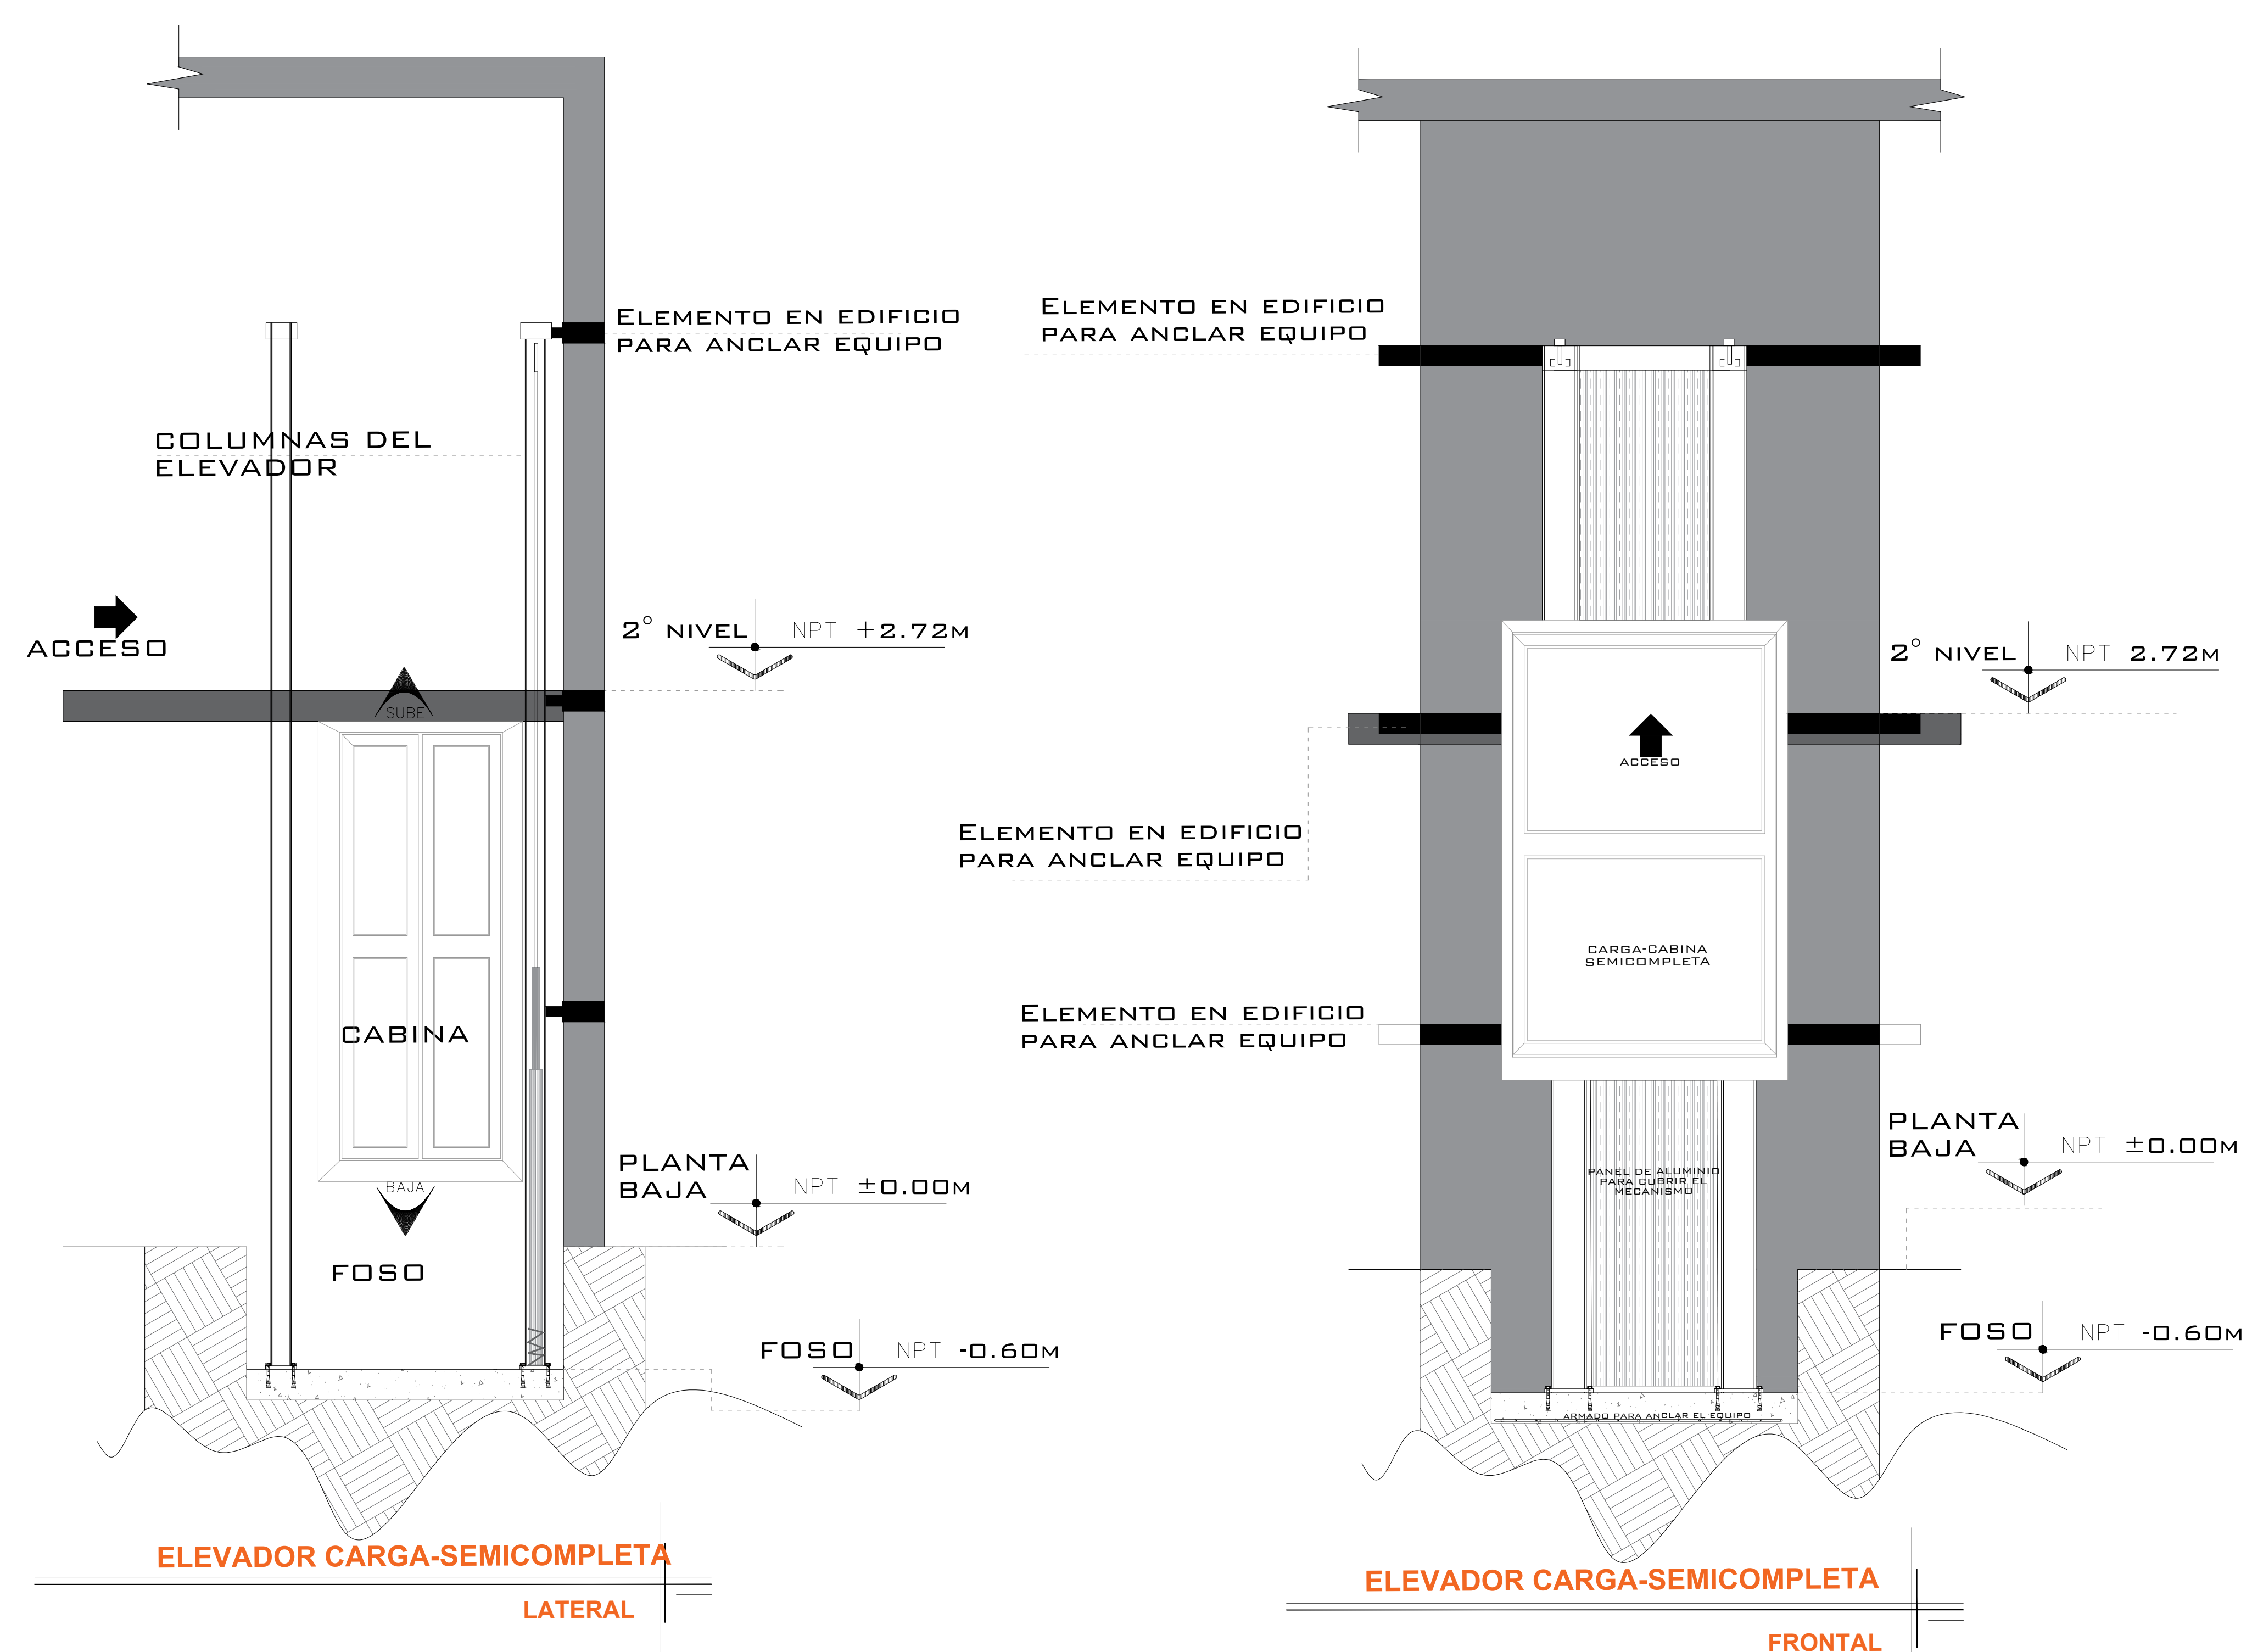 Elemento en edificio
para anclar equipo
COLUMNAS DEL
ELEVADOR
ACCESO
2° nivel NPT +2.72m
SUBE
CABINA
PLANTA
BAJA NPT ±0.00m
BAJA
FOSO
FOSO NPT -0.60m
ELEVADOR CARGA-SEMICOMPLETA
LATERAL
Elemento en edificio
para anclar equipo
2° nivel NPT 2.72m
ACCESO
Elemento en edificio
para anclar equipo
CARGA-CABINA
SEMICOMPLETA
Elemento en edificio
para anclar equipo
PLANTA
BAJA NPT ±0.00m
PANEL DE ALUMINIO
PARA CUBRIR EL
MECANISMO
FOSO NPT -0.60m
ARMADO PARA ANCLAR EL EQUIPO
ELEVADOR CARGA-SEMICOMPLETA
FRONTAL